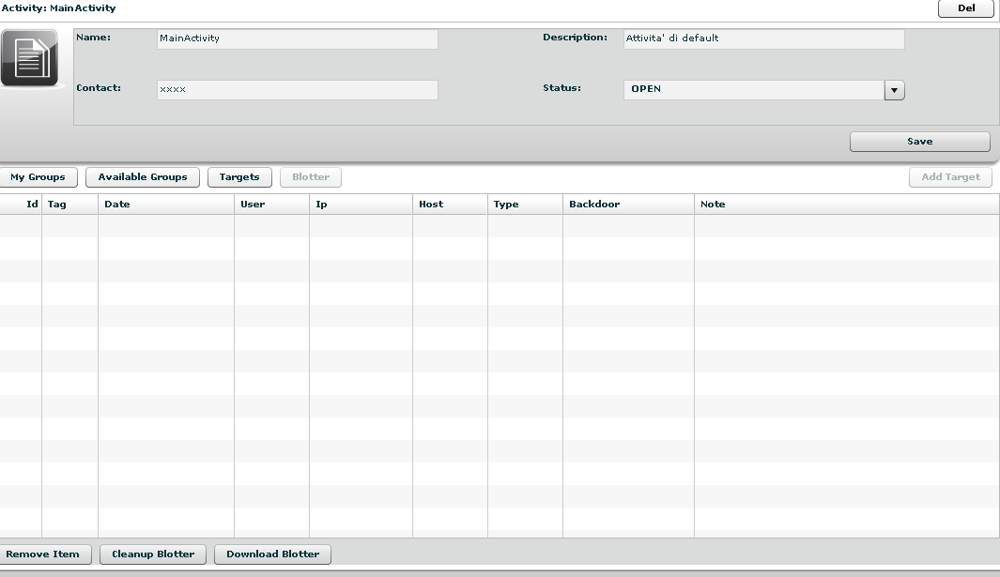 Activity: MainActivity Del
Name: MainActivity Description: Attivita' di default
Contact: xxxx Status: OPEN
Save
My Groups Available Groups Targets Blotter Add Target
Id Tag Date User Ip Host Type Backdoor Note
Remove Item Cleanup Blotter Download Blotter